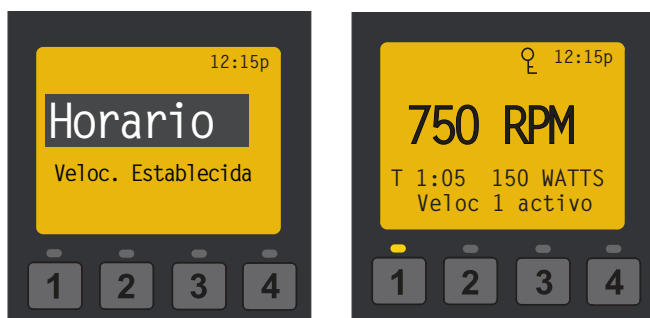 12:15p
Horario
Veloc. Establecida
1 2 3 4
12:15p
750 RPM
T 1:05 150 WATTS
Veloc 1 activo
1 2 3 4